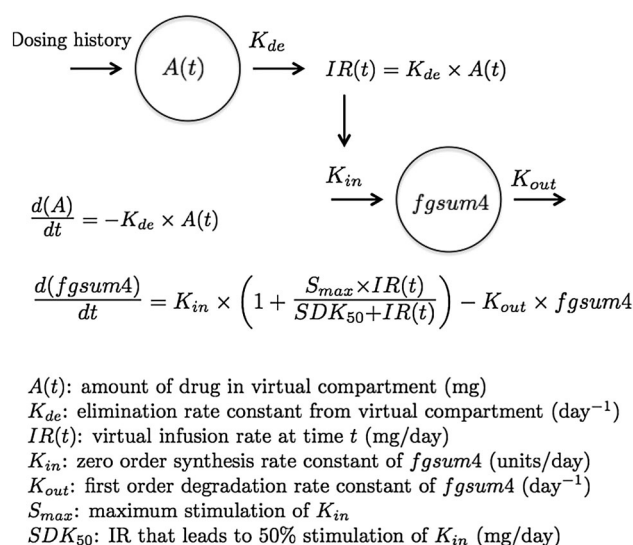 Dosing history
A(t)
K_de
IR(t) = K_de × A(t)
K_in
fgsum4
K_out
d(A)/dt = −K_de × A(t)
d(fgsum4)/dt = K_in × (1 + S_max×IR(t)/SDK_50+IR(t)) − K_out × fgsum4
A(t): amount of drug in virtual compartment (mg)
K_de: elimination rate constant from virtual compartment (day⁻¹)
IR(t): virtual infusion rate at time t (mg/day)
K_in: zero order synthesis rate constant of fgsum4 (units/day)
K_out: first order degradation rate constant of fgsum4 (day⁻¹)
S_max: maximum stimulation of K_in
SDK_50: IR that leads to 50% stimulation of K_in (mg/day)